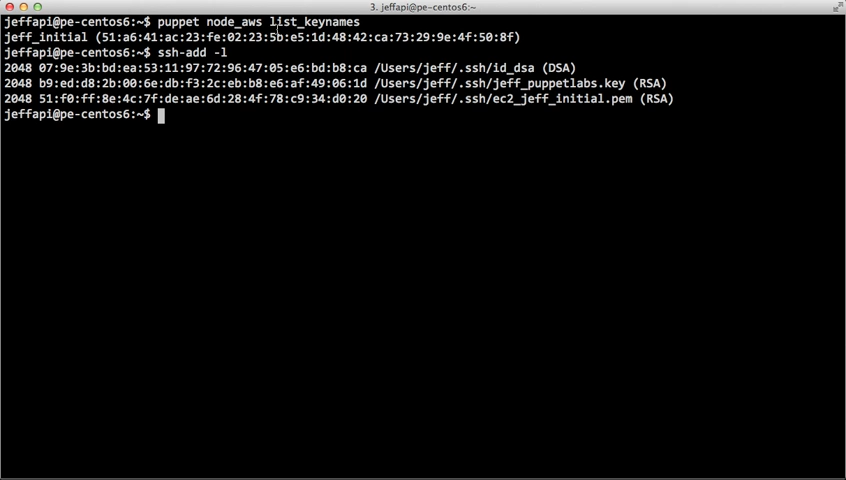 3. jeffapi@pe-centos6:~
jeffapi@pe-centos6:~$ puppet node_aws list_keynames
jeff_initial (51:a6:41:ac:23:fe:02:23:5b:e5:1d:48:42:ca:73:29:9e:4f:50:8f)
jeffapi@pe-centos6:~$ ssh-add -l
2048 07:9e:3b:bd:ea:53:11:97:72:96:47:05:e6:bd:b8:ca /Users/jeff/.ssh/id_dsa (DSA)
2048 b9:ed:d8:2b:00:6e:db:f3:2c:eb:b8:e6:af:49:06:1d /Users/jeff/.ssh/jeff_puppetlabs.key (RSA)
2048 51:f0:ff:8e:4c:7f:de:ae:6d:28:4f:78:c9:34:d0:20 /Users/jeff/.ssh/ec2_jeff_initial.pem (RSA)
jeffapi@pe-centos6:~$